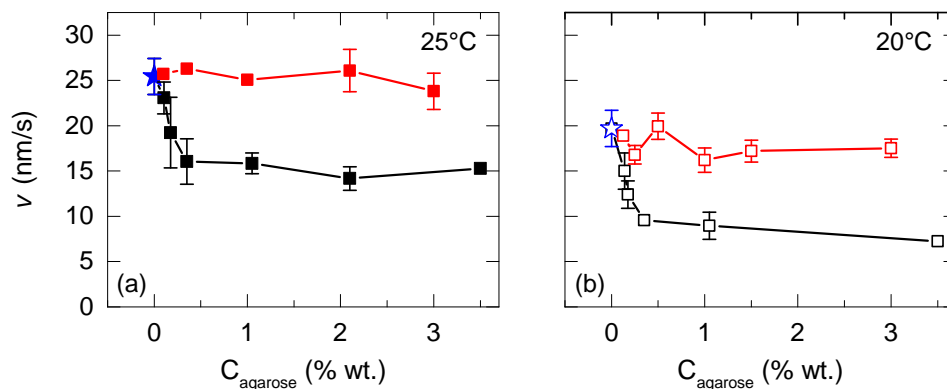 30
25
20
15
10
5
0
v (nm/s)
25°C
(a)
0 1 2 3
C_agarose (% wt.)
20°C
(b)
0 1 2 3
C_agarose (% wt.)